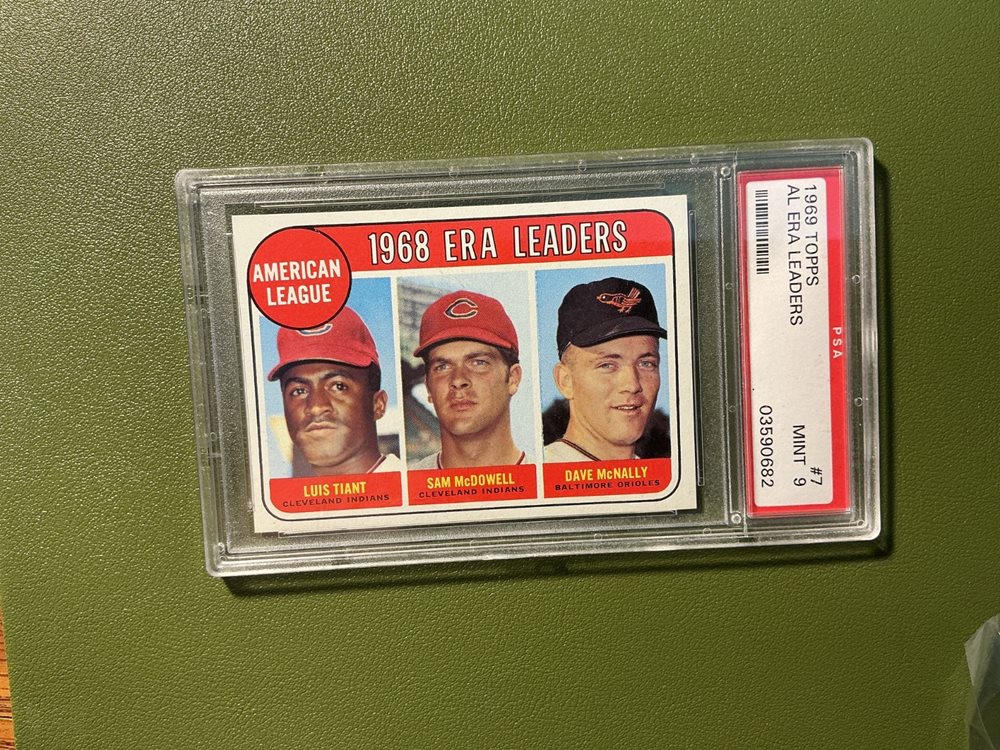 1968 ERA LEADERS
AMERICAN
LEAGUE
C
C
LUIS TIANT
CLEVELAND INDIANS
SAM McDOWELL
CLEVELAND INDIANS
DAVE McNALLY
BALTIMORE ORIOLES
1969 TOPPS
AL ERA LEADERS
#7
MINT 9
03590682
PSA